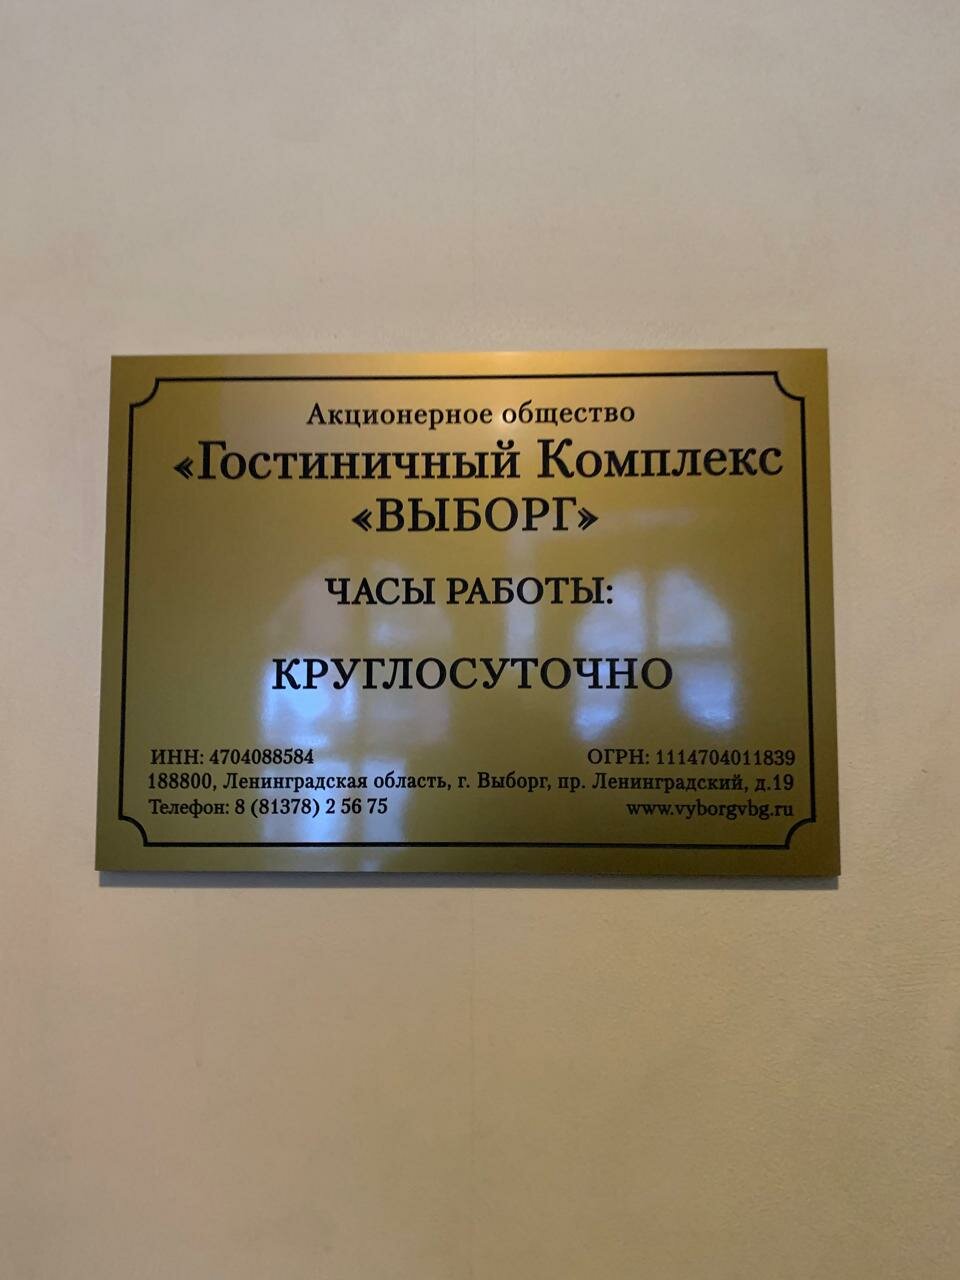 Акционерное общество
«Гостиничный Комплекс
«ВЫБОРГ»
ЧАСЫ РАБОТЫ:
КРУГЛОСУТОЧНО
ИНН: 4704088584 ОГРН: 1114704011839
188800, Ленинградская область, г. Выборг, пр. Ленинградский, д.19
Телефон: 8 (81378) 2 56 75 www.vyborgvbg.ru